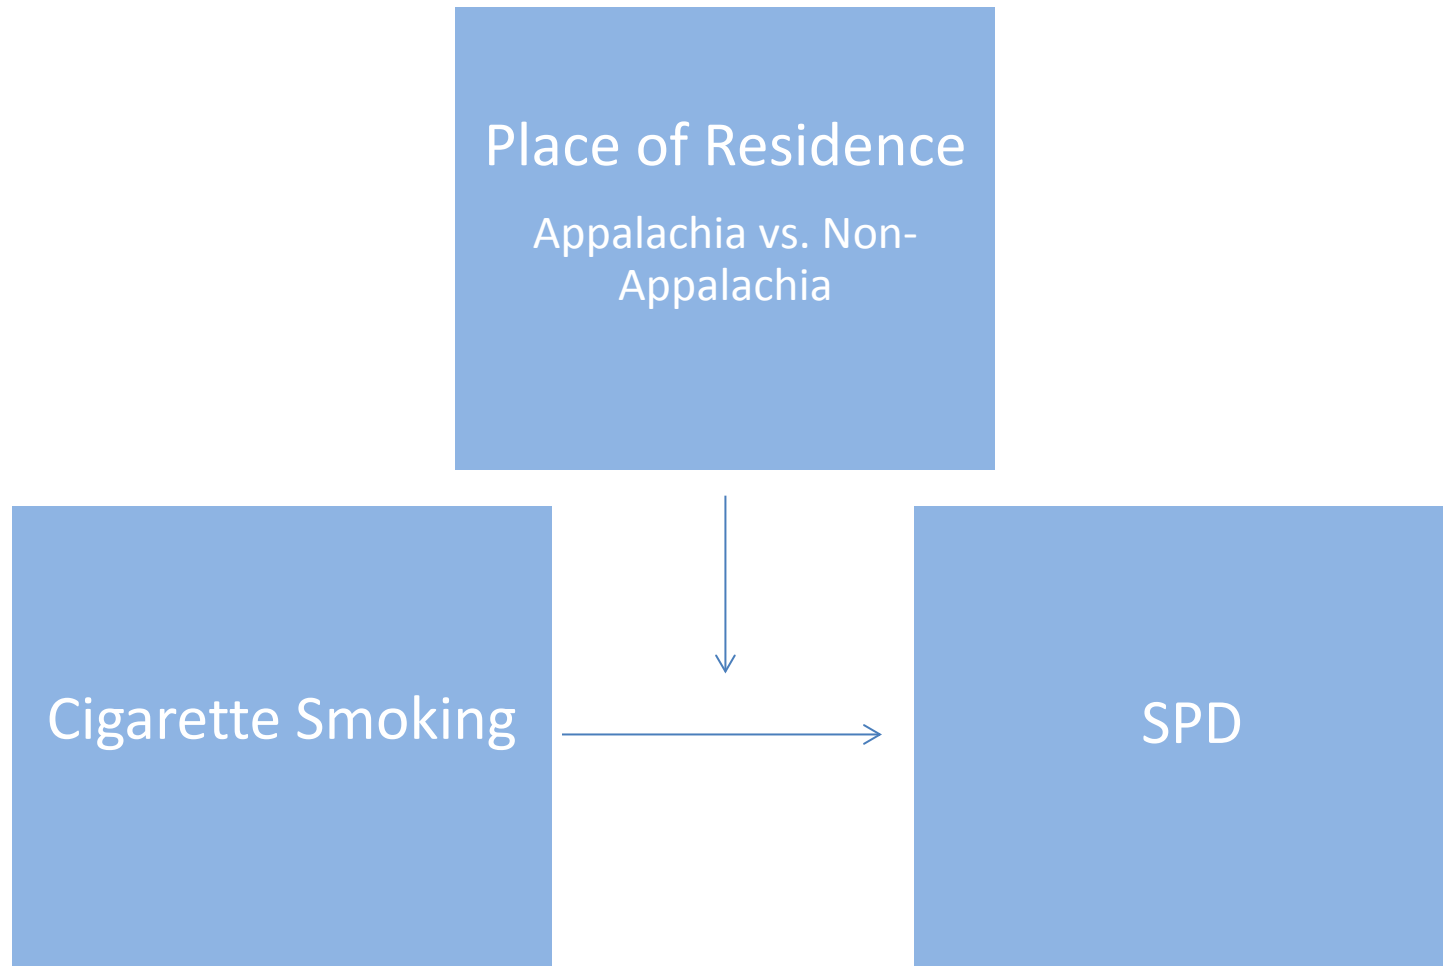 Place of Residence
Appalachia vs. Non-
Appalachia
Cigarette Smoking
SPD